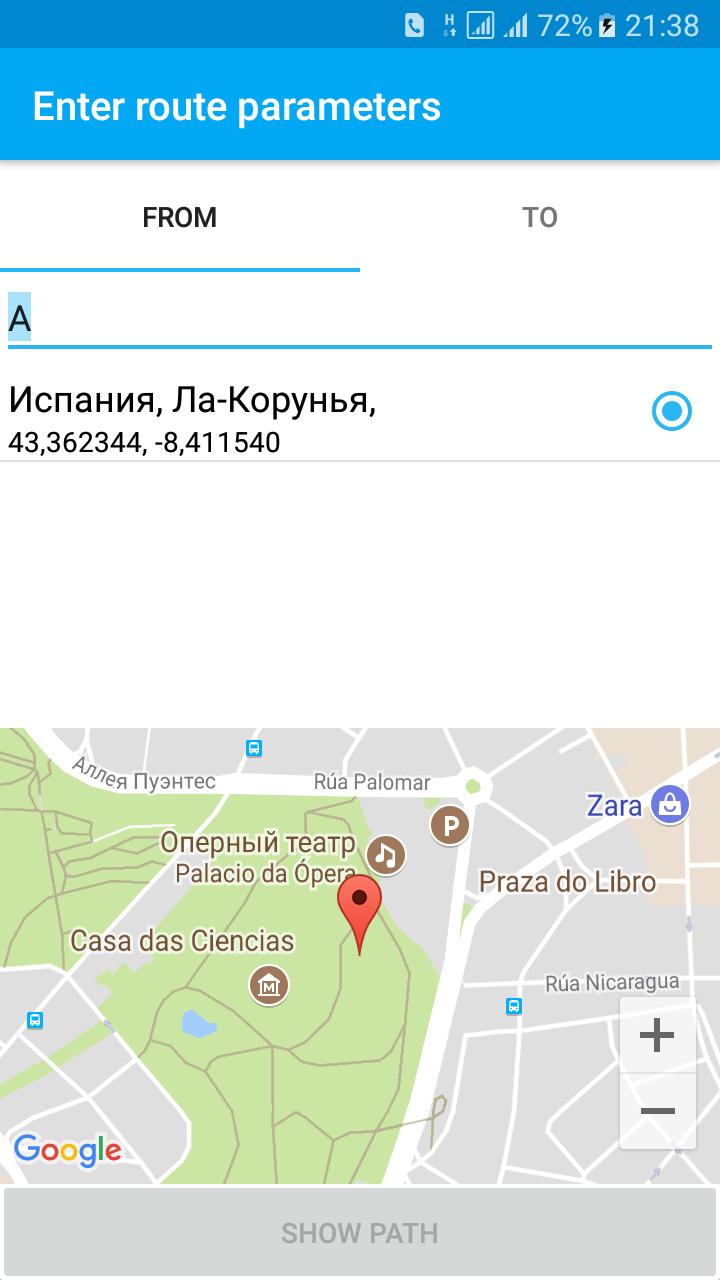 H 72% 21:38
Enter route parameters
FROM TO
A
Испания, Ла-Корунья,
43,362344, -8,411540
Аллея Пуэнтес
Rúa Palomar
Zara
P
Оперный театр
Palacio da Ópera
Praza do Libro
Casa das Ciencias
M
Rúa Nicaragua
+
−
Google
SHOW PATH